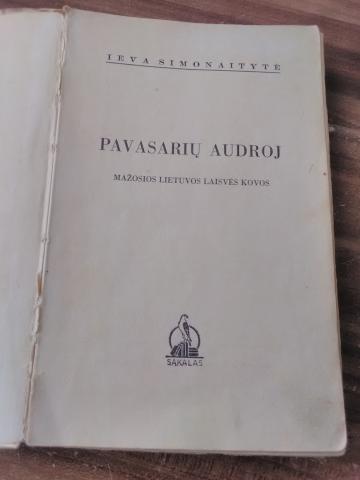 IEVA SIMONAITYTĖ
PAVASARIŲ AUDROJ
MAŽOSIOS LIETUVOS LAISVĖS KOVOS
SAKALAS